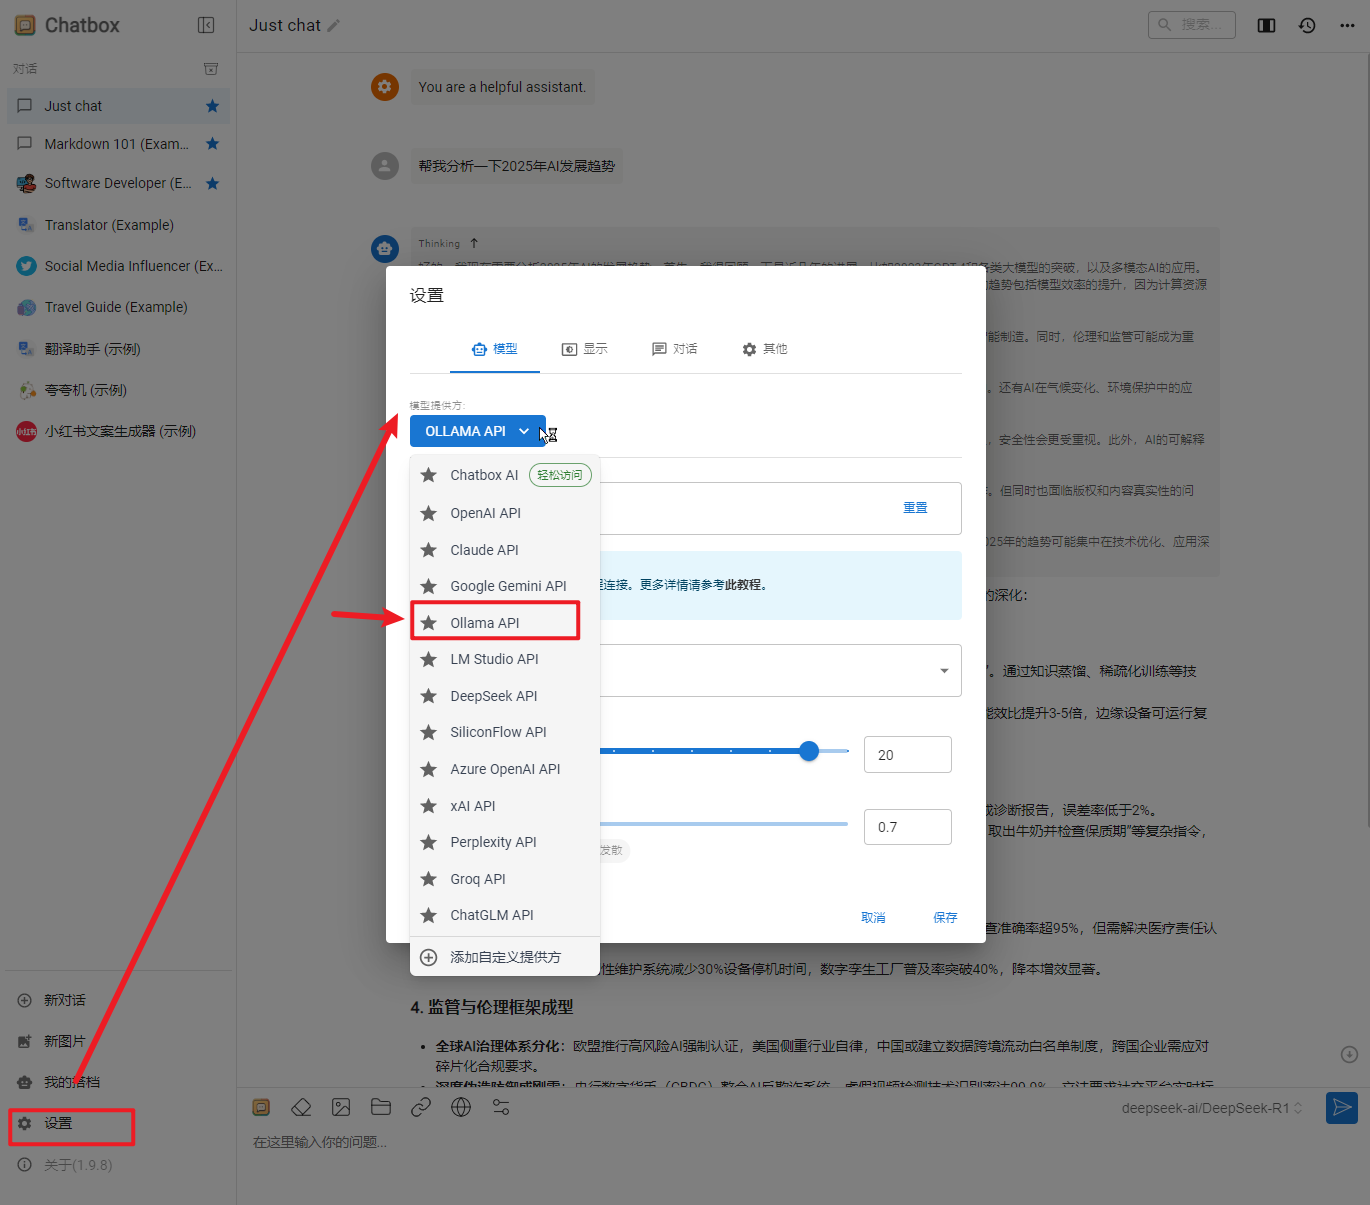 Chatbox
对话
Just chat
Markdown 101 (Exam...
Software Developer (E...
Translator (Example)
Social Media Influencer (Ex...
Travel Guide (Example)
翻译助手 (示例)
夸夸机 (示例)
小红书
小红书文案生成器 (示例)
新对话
新图片
我的搭档
设置
关于(1.9.8)
Just chat
搜索...
You are a helpful assistant.
帮我分析一下2025年AI发展趋势
Thinking
各类大模型的突破，以及多模态AI的应用。
的趋势包括模型效率的提升，因为计算资源
能制造。同时，伦理和监管可能成为重
。还有AI在气候变化、环境保护中的应
，安全性会更受重视。此外，AI的可解释
。但同时也面临版权和内容真实性的问
025年的趋势可能集中在技术优化、应用深
的深化：
”。通过知识蒸馏、稀疏化训练等技
能效比提升3-5倍，边缘设备可运行复
成诊断报告，误差率低于2%。
取出牛奶并检查保质期”等复杂指令，
查准确率超95%，但需解决医疗责任认
性维护系统减少30%设备停机时间，数字孪生工厂普及率突破40%，降本增效显著。
4. 监管与伦理框架成型
全球AI治理体系分化：欧盟推行高风险AI强制认证，美国侧重行业自律，中国或建立数据跨境流动白名单制度，跨国企业需应对
碎片化合规要求。
设置
模型
显示
对话
其他
模型提供方:
OLLAMA API
Chatbox AI 轻松访问
OpenAI API
Claude API
Google Gemini API
Ollama API
LM Studio API
DeepSeek API
SiliconFlow API
Azure OpenAI API
xAI API
Perplexity API
Groq API
ChatGLM API
添加自定义提供方
重置
连接。更多详情请参考此教程。
20
0.7
发散
取消
保存
deepseek-ai/DeepSeek-R1
在这里输入你的问题...